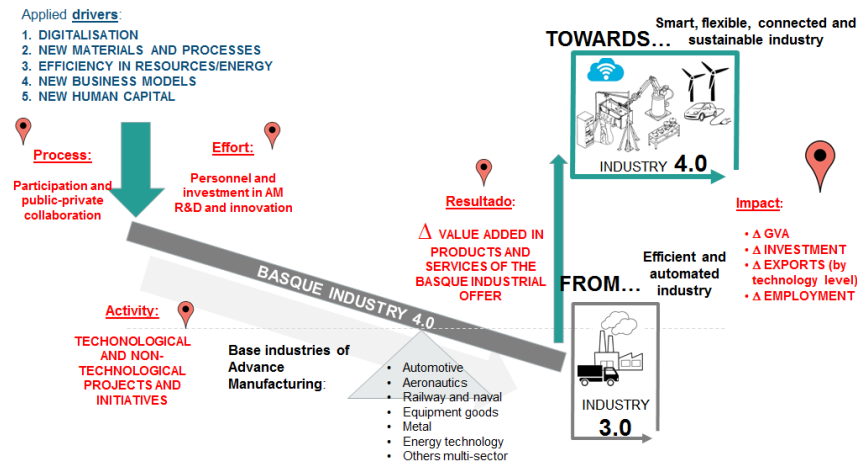 Applied drivers:
1. DIGITALISATION
2. NEW MATERIALS AND PROCESSES
3. EFFICIENCY IN RESOURCES/ENERGY
4. NEW BUSINESS MODELS
5. NEW HUMAN CAPITAL
TOWARDS…
Smart, flexible, connected and
sustainable industry
INDUSTRY 4.0
Process:
Participation and
public-private
collaboration
Effort:
Personnel and
investment in AM
R&D and innovation
Resultado:
Δ VALUE ADDED IN
PRODUCTS AND
SERVICES OF THE
BASQUE INDUSTRIAL
OFFER
Impact:
• Δ GVA
• Δ INVESTMENT
• Δ EXPORTS (by
technology level)
• Δ EMPLOYMENT
BASQUE INDUSTRY 4.0
FROM…
Efficient and
automated
industry
INDUSTRY
3.0
Activity:
TECHONOLOGICAL
AND NON-
TECHNOLOGICAL
PROJECTS AND
INITIATIVES
Base industries of
Advance
Manufacturing:
• Automotive
• Aeronautics
• Railway and naval
• Equipment goods
• Metal
• Energy technology
• Others multi-sector